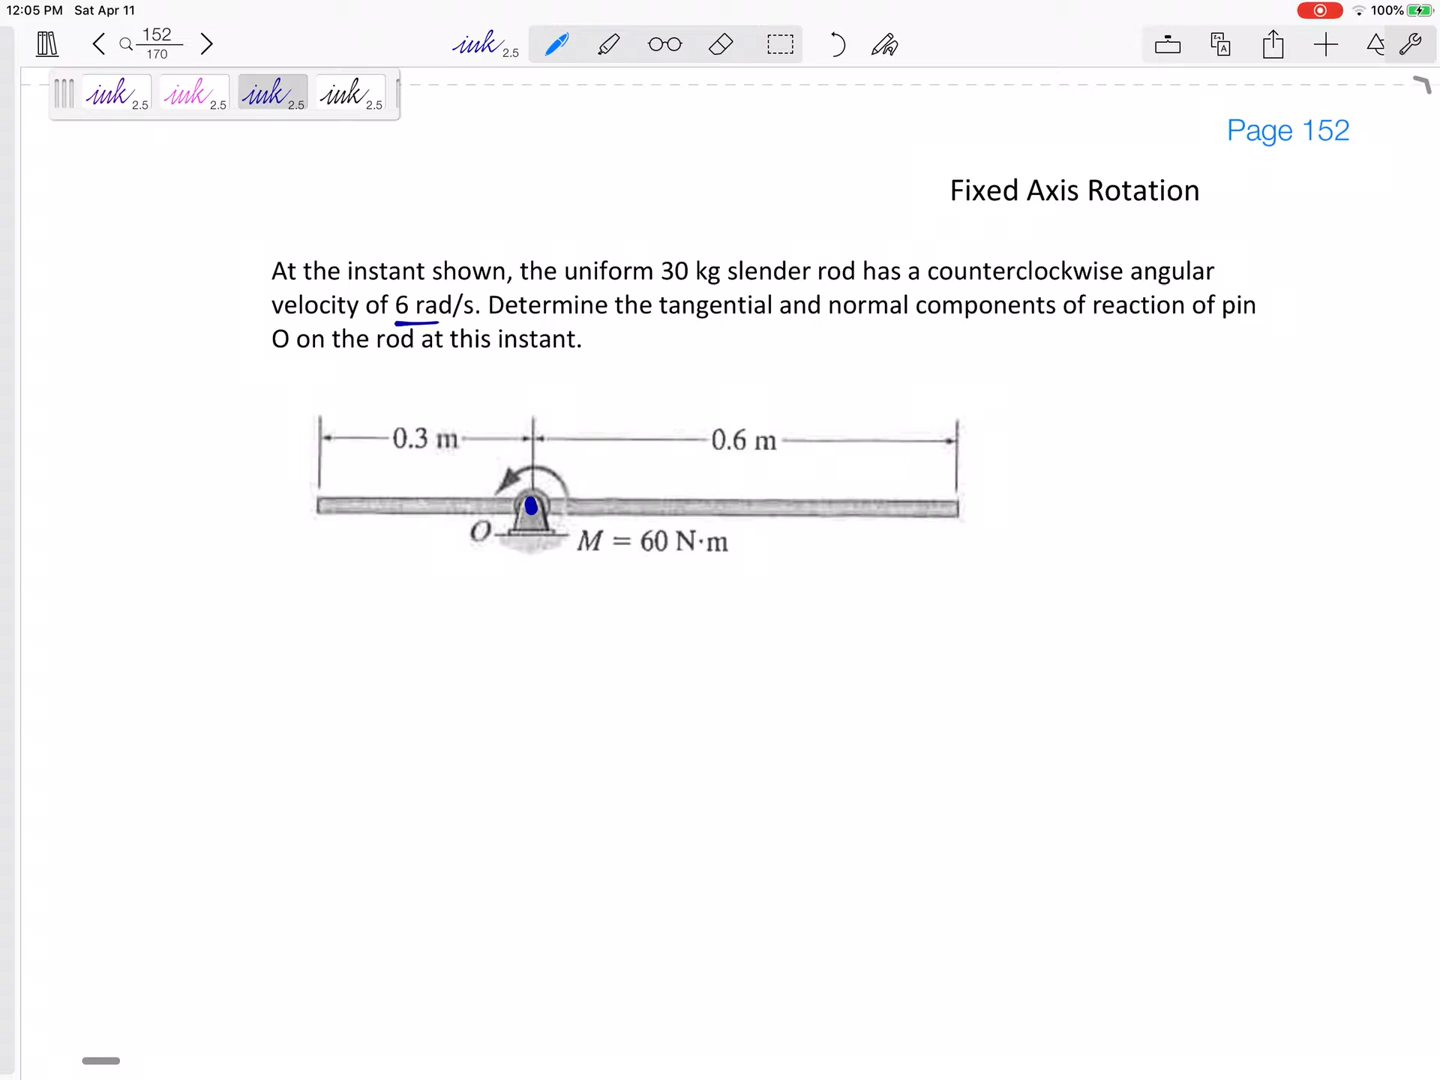 12:05 PM Sat Apr 11
100%
152
170
ink 2.5
ink 2.5 ink 2.5 ink 2.5 ink 2.5
Page 152
Fixed Axis Rotation
At the instant shown, the uniform 30 kg slender rod has a counterclockwise angular
velocity of 6 rad/s. Determine the tangential and normal components of reaction of pin
O on the rod at this instant.
0.3 m 0.6 m
O M = 60 N·m